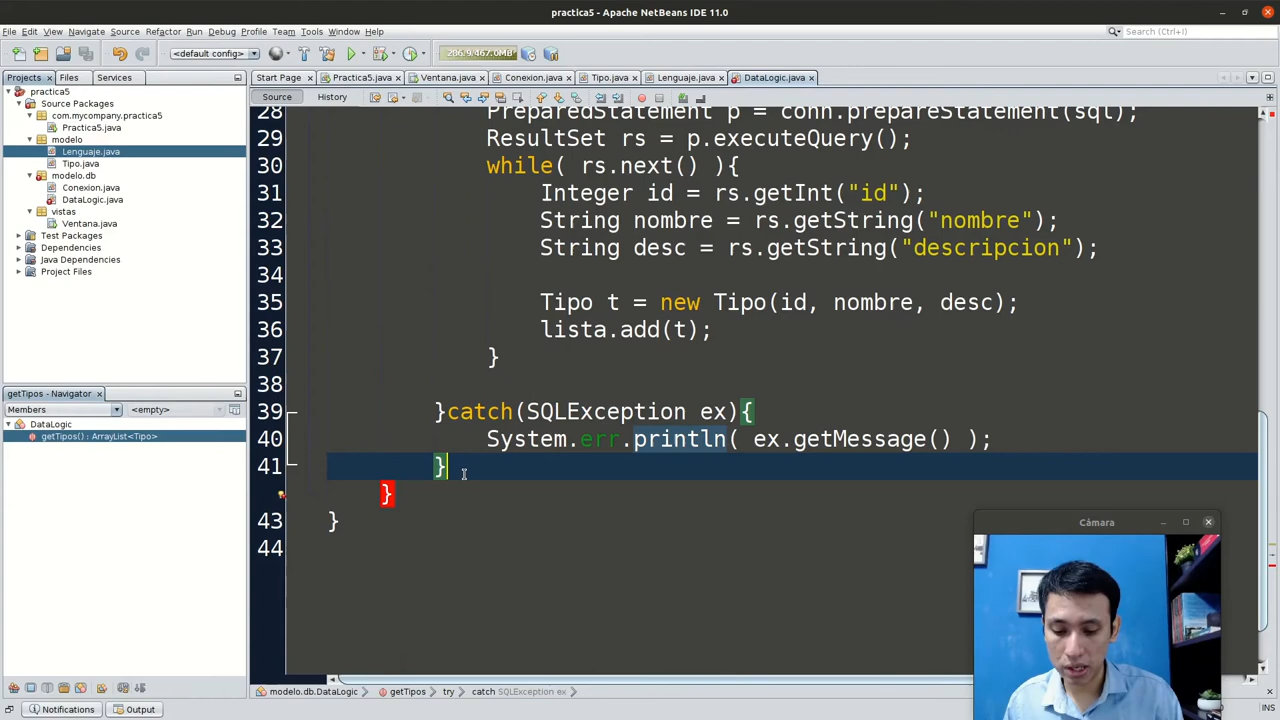 practica5 - Apache NetBeans IDE 11.0
File Edit View Navigate Source Refactor Run Debug Profile Team Tools Window Help
Search (Ctrl+I)
<default config>
286.9/467.0MB
Projects Files Services
Start Page Practica5.java Ventana.java Conexion.java Tipo.java Lenguaje.java DataLogic.java
Source History
practica5
Source Packages
com.mycompany.practica5
Practica5.java
modelo
Lenguaje.java
Tipo.java
modelo.db
Conexion.java
DataLogic.java
vistas
Ventana.java
Test Packages
Dependencies
Java Dependencies
Project Files
getTipos - Navigator
Members <empty>
DataLogic
getTipos() : ArrayList<Tipo>
28 PreparedStatement p = conn.prepareStatement(sql);
29 ResultSet rs = p.executeQuery();
30 while( rs.next() ){
31 Integer id = rs.getInt("id");
32 String nombre = rs.getString("nombre");
33 String desc = rs.getString("descripcion");
34
35 Tipo t = new Tipo(id, nombre, desc);
36 lista.add(t);
37 }
38
39 }catch(SQLException ex){
40 System.err.println( ex.getMessage() );
41 }
}
43 }
44
Câmara
modelo.db.DataLogic getTipos try catch SQLException ex
Notifications Output
INS